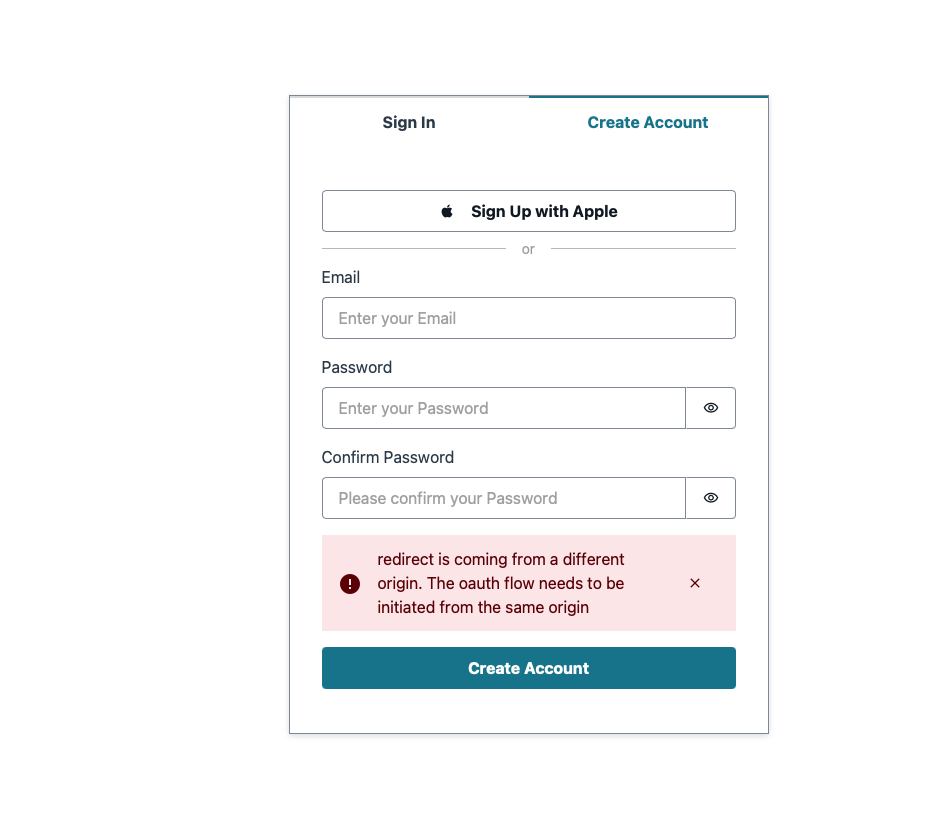 Sign In
Create Account
Sign Up with Apple
or
Email
Enter your Email
Password
Enter your Password
Confirm Password
Please confirm your Password
redirect is coming from a different
origin. The oauth flow needs to be
initiated from the same origin
Create Account